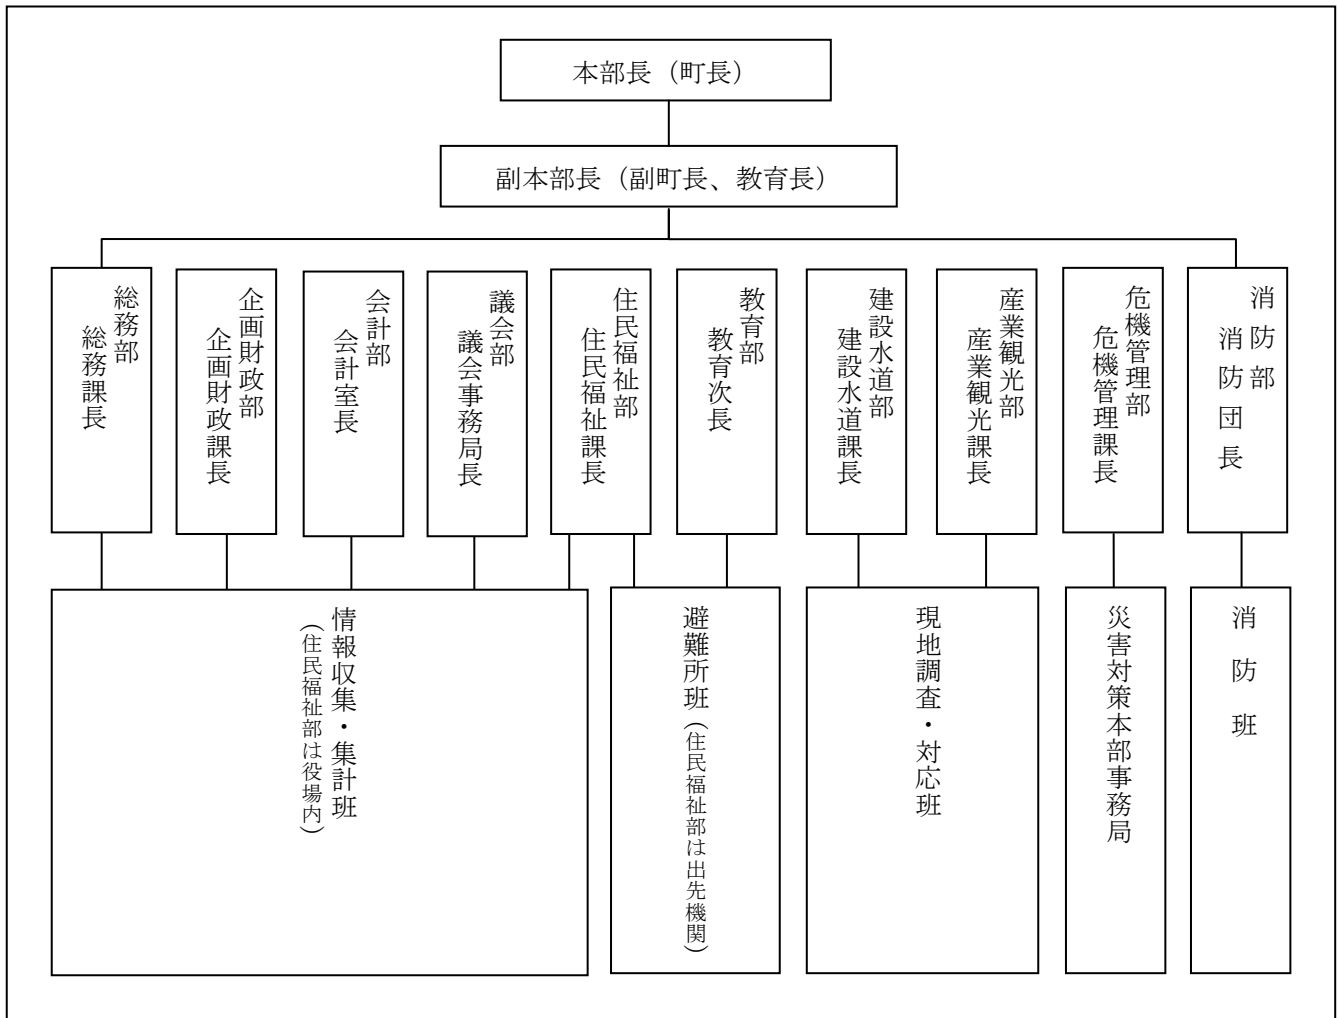 本部長（町長）
副本部長（副町長、教育長）
総務部
総務課長
企画財政部
企画財政課長
会計部
会計室長
議会部
議会事務局長
住民福祉部
住民福祉課長
教育部
教育次長
建設水道部
建設水道課長
産業観光部
産業観光課長
危機管理部
危機管理課長
消防部
消防団長
情報収集・集計班
（住民福祉部は役場内）
避難所班（住民福祉部は出先機関）
現地調査・対応班
災害対策本部事務局
消防班